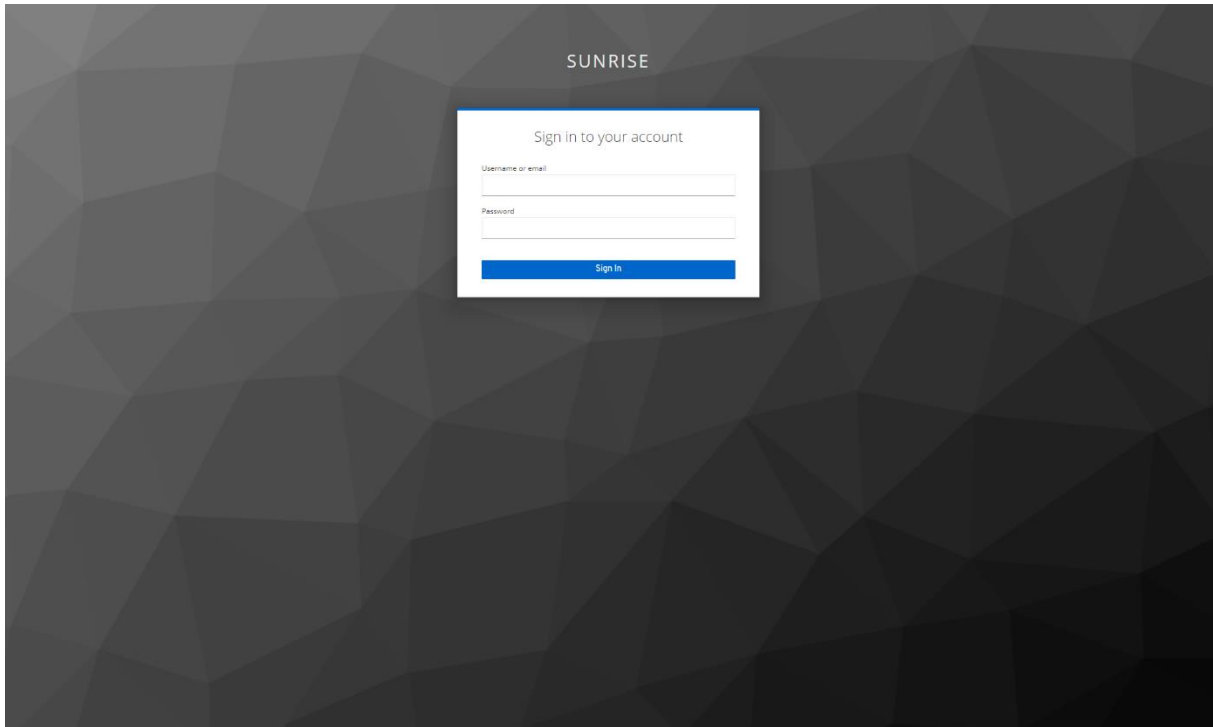 SUNRISE
Sign in to your account
Username or email
Password
Sign In